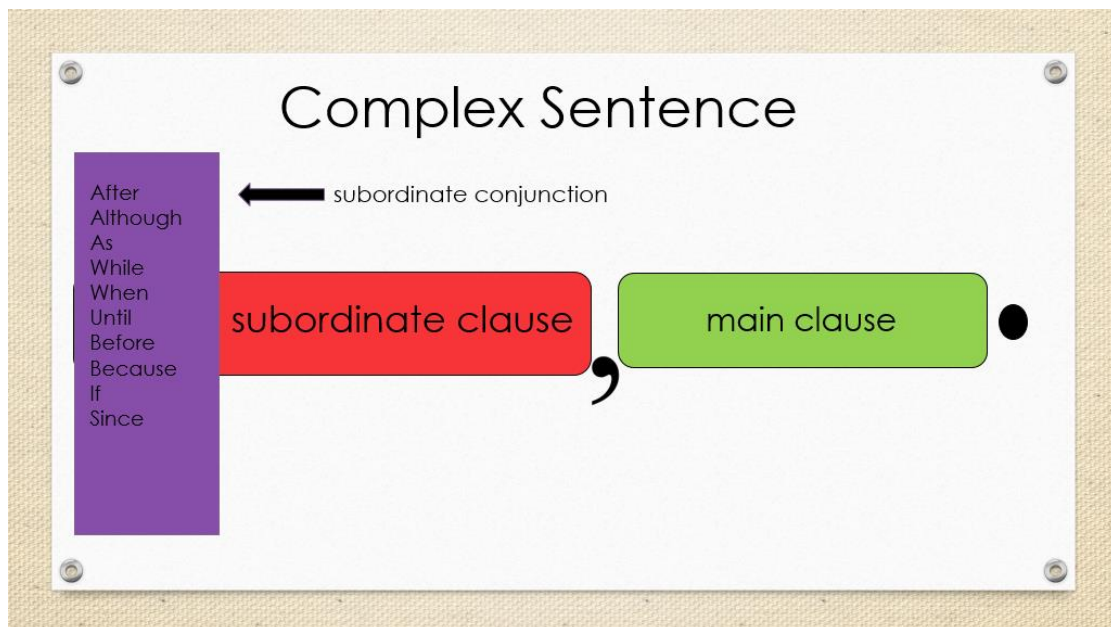 Complex Sentence
After
Although
As
While
When
Until
Before
Because
If
Since
subordinate conjunction
subordinate clause
,
main clause
.